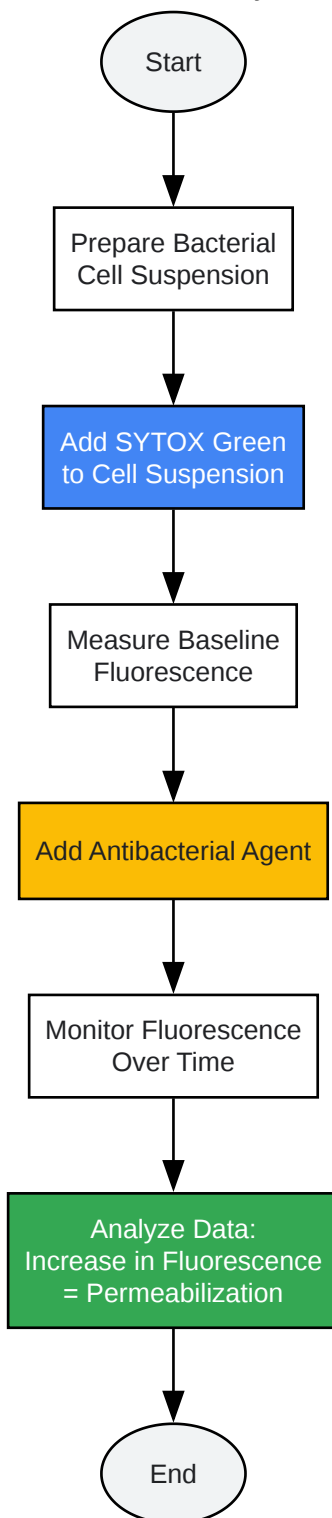 Start
Prepare Bacterial
Cell Suspension
Add SYTOX Green
to Cell Suspension
Measure Baseline
Fluorescence
Add Antibacterial Agent
Monitor Fluorescence
Over Time
Analyze Data:
Increase in Fluorescence
= Permeabilization
End